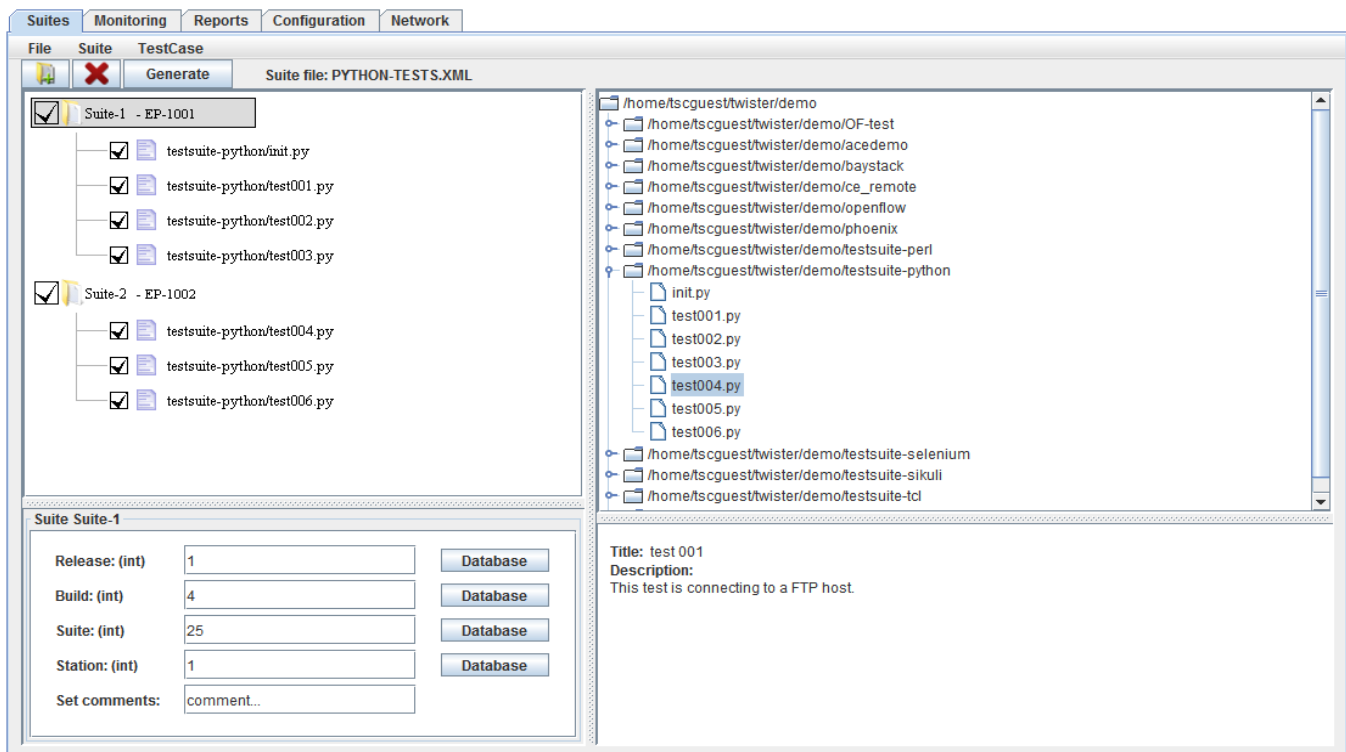 Suites Monitoring Reports Configuration Network
File Suite TestCase
Generate Suite file: PYTHON-TESTS.XML
Suite-1 - EP-1001
testsuite-python/init.py
testsuite-python/test001.py
testsuite-python/test002.py
testsuite-python/test003.py
Suite-2 - EP-1002
testsuite-python/test004.py
testsuite-python/test005.py
testsuite-python/test006.py
/home/tscguest/twister/demo
/home/tscguest/twister/demo/OF-test
/home/tscguest/twister/demo/acedemo
/home/tscguest/twister/demo/baystack
/home/tscguest/twister/demo/ce_remote
/home/tscguest/twister/demo/openflow
/home/tscguest/twister/demo/phoenix
/home/tscguest/twister/demo/testsuite-perl
/home/tscguest/twister/demo/testsuite-python
init.py
test001.py
test002.py
test003.py
test004.py
test005.py
test006.py
/home/tscguest/twister/demo/testsuite-selenium
/home/tscguest/twister/demo/testsuite-sikuli
/home/tscguest/twister/demo/testsuite-tcl
Suite Suite-1
Release: (int) 1 Database
Build: (int) 4 Database
Suite: (int) 25 Database
Station: (int) 1 Database
Set comments: comment...
Title: test 001
Description:
This test is connecting to a FTP host.